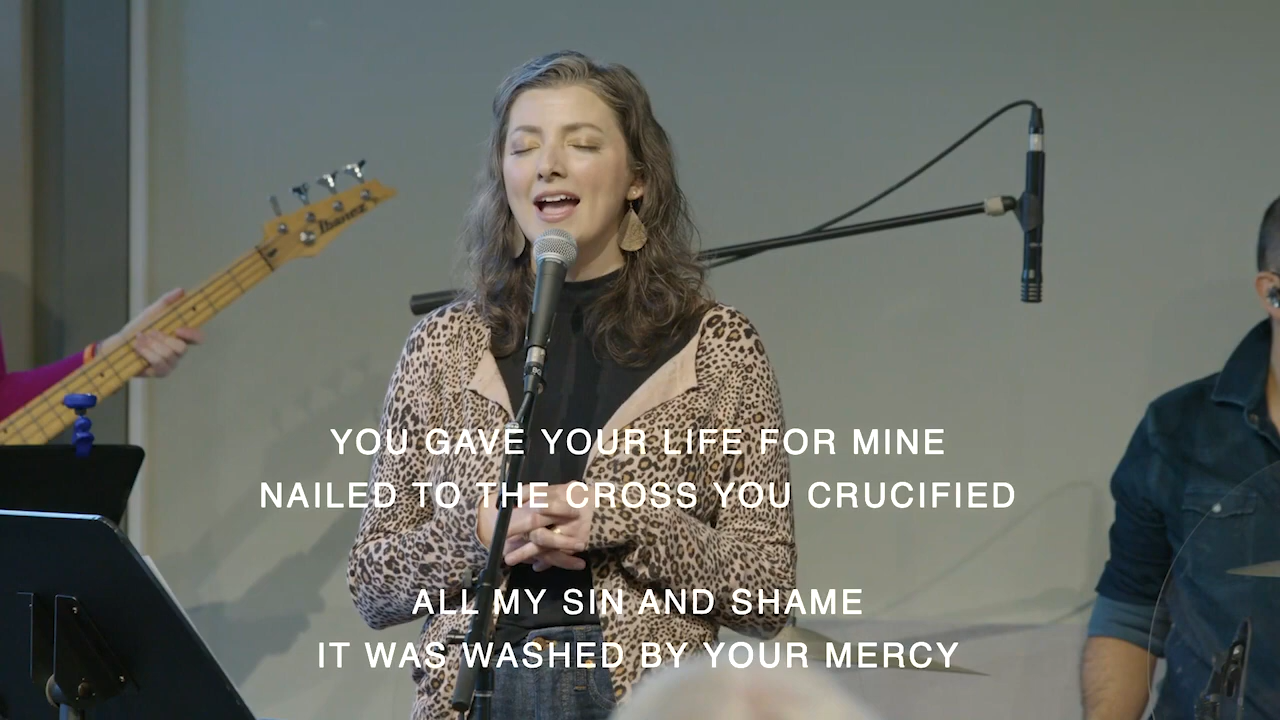 Ibanez
YOU GAVE YOUR LIFE FOR MINE
NAILED TO THE CROSS YOU CRUCIFIED
ALL MY SIN AND SHAME
IT WAS WASHED BY YOUR MERCY